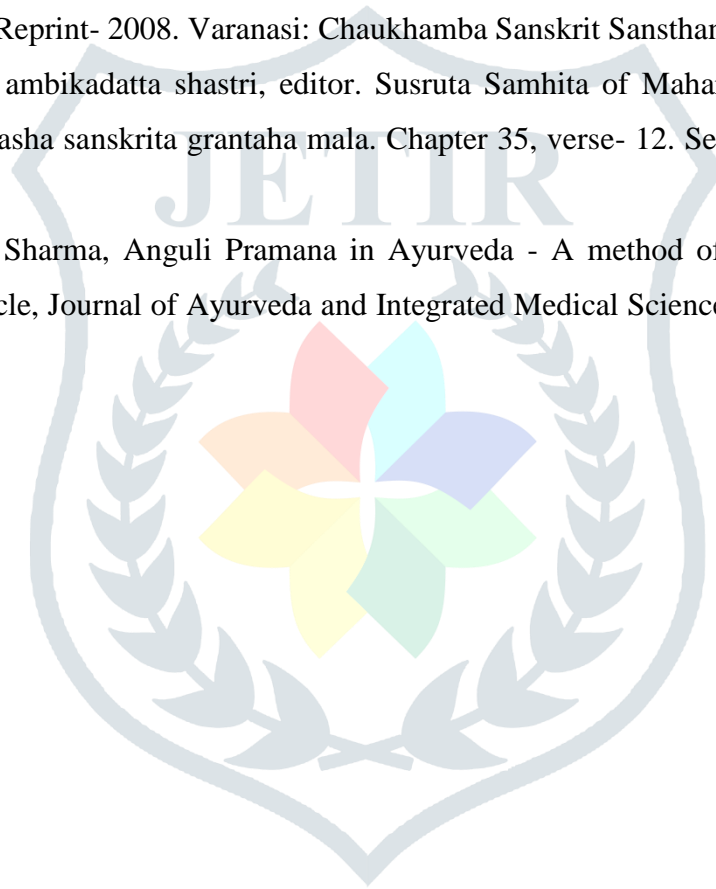 Reprint- 2008. Varanasi: Chaukhamba Sanskrit Sansthan
ambikadatta shastri, editor. Susruta Samhita of Mahar
asha sanskrita grantaha mala. Chapter 35, verse- 12. Se
JETIR
Sharma, Anguli Pramana in Ayurveda - A method of
cle, Journal of Ayurveda and Integrated Medical Science